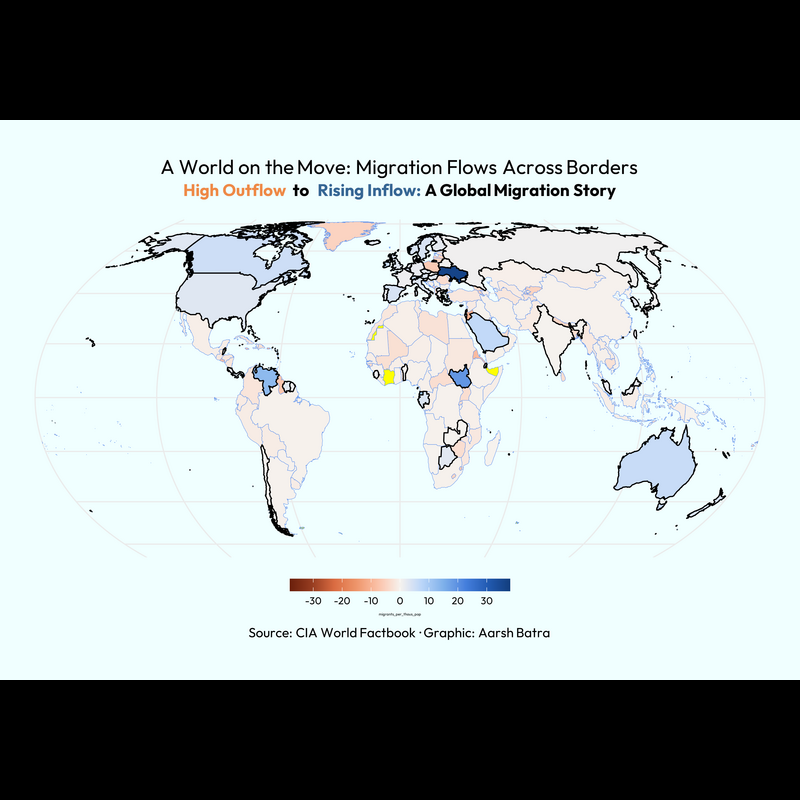 A World on the Move: Migration Flows Across Borders
High Outflow to Rising Inflow: A Global Migration Story
-30 -20 -10 0 10 20 30
migrants_per_thous_pop
Source: CIA World Factbook · Graphic: Aarsh Batra